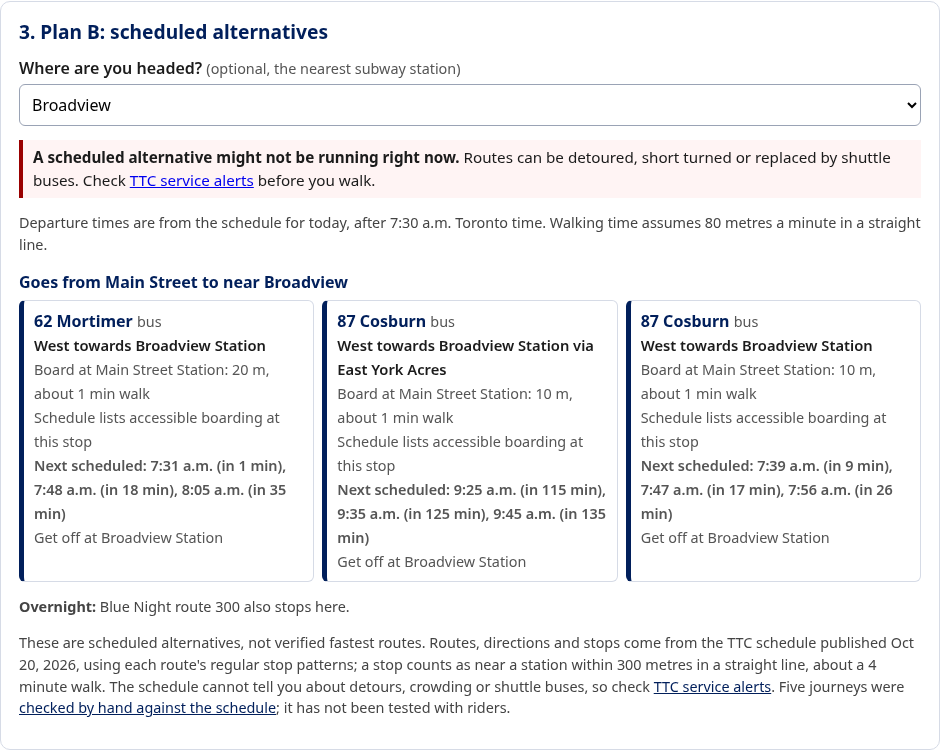 3. Plan B: scheduled alternatives
Where are you headed? (optional, the nearest subway station)
Broadview
A scheduled alternative might not be running right now. Routes can be detoured, short turned or replaced by shuttle
buses. Check TTC service alerts before you walk.
Departure times are from the schedule for today, after 7:30 a.m. Toronto time. Walking time assumes 80 metres a minute in a straight
line.
Goes from Main Street to near Broadview
62 Mortimer bus
West towards Broadview Station
Board at Main Street Station: 20 m,
about 1 min walk
Schedule lists accessible boarding at
this stop
Next scheduled: 7:31 a.m. (in 1 min),
7:48 a.m. (in 18 min), 8:05 a.m. (in 35
min)
Get off at Broadview Station
87 Cosburn bus
West towards Broadview Station via
East York Acres
Board at Main Street Station: 10 m,
about 1 min walk
Schedule lists accessible boarding at
this stop
Next scheduled: 9:25 a.m. (in 115 min),
9:35 a.m. (in 125 min), 9:45 a.m. (in 135
min)
Get off at Broadview Station
87 Cosburn bus
West towards Broadview Station
Board at Main Street Station: 10 m,
about 1 min walk
Schedule lists accessible boarding at
this stop
Next scheduled: 7:39 a.m. (in 9 min),
7:47 a.m. (in 17 min), 7:56 a.m. (in 26
min)
Get off at Broadview Station
Overnight: Blue Night route 300 also stops here.
These are scheduled alternatives, not verified fastest routes. Routes, directions and stops come from the TTC schedule published Oct
20, 2026, using each route's regular stop patterns; a stop counts as near a station within 300 metres in a straight line, about a 4
minute walk. The schedule cannot tell you about detours, crowding or shuttle buses, so check TTC service alerts. Five journeys were
checked by hand against the schedule; it has not been tested with riders.